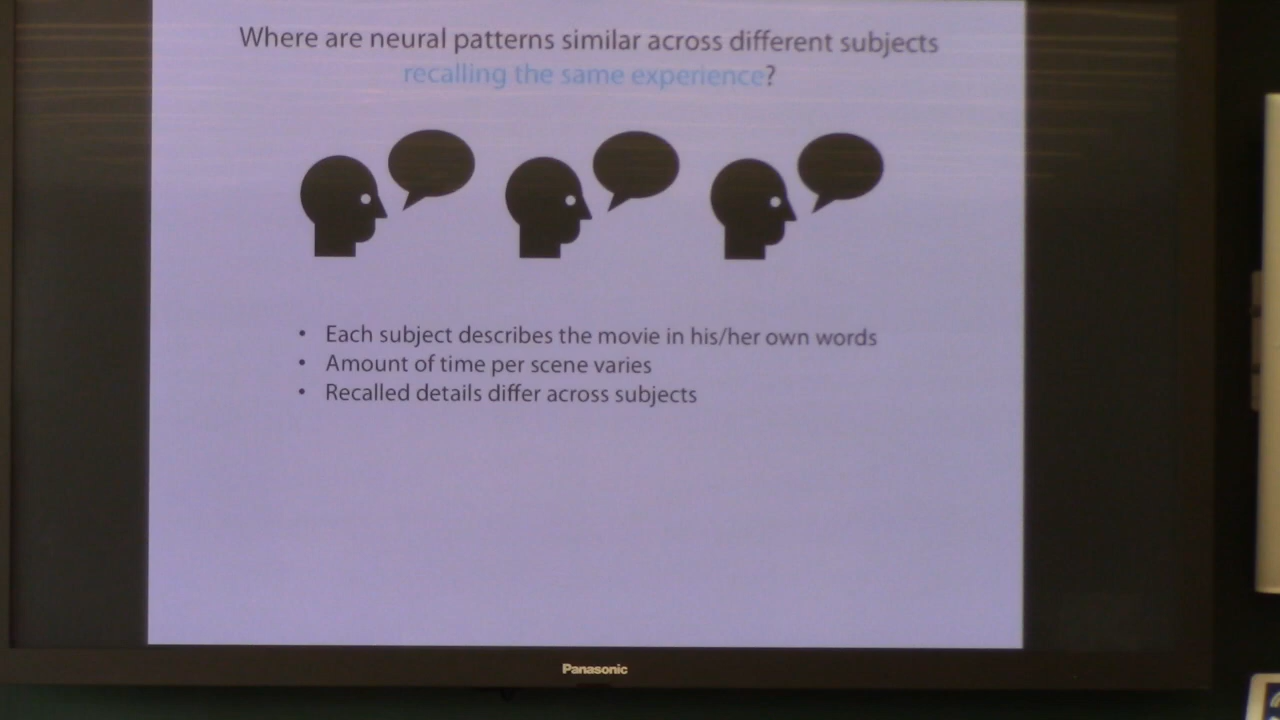 Where are neural patterns similar across different subjects
recalling the same experience?
• Each subject describes the movie in his/her own words
• Amount of time per scene varies
• Recalled details differ across subjects
Panasonic